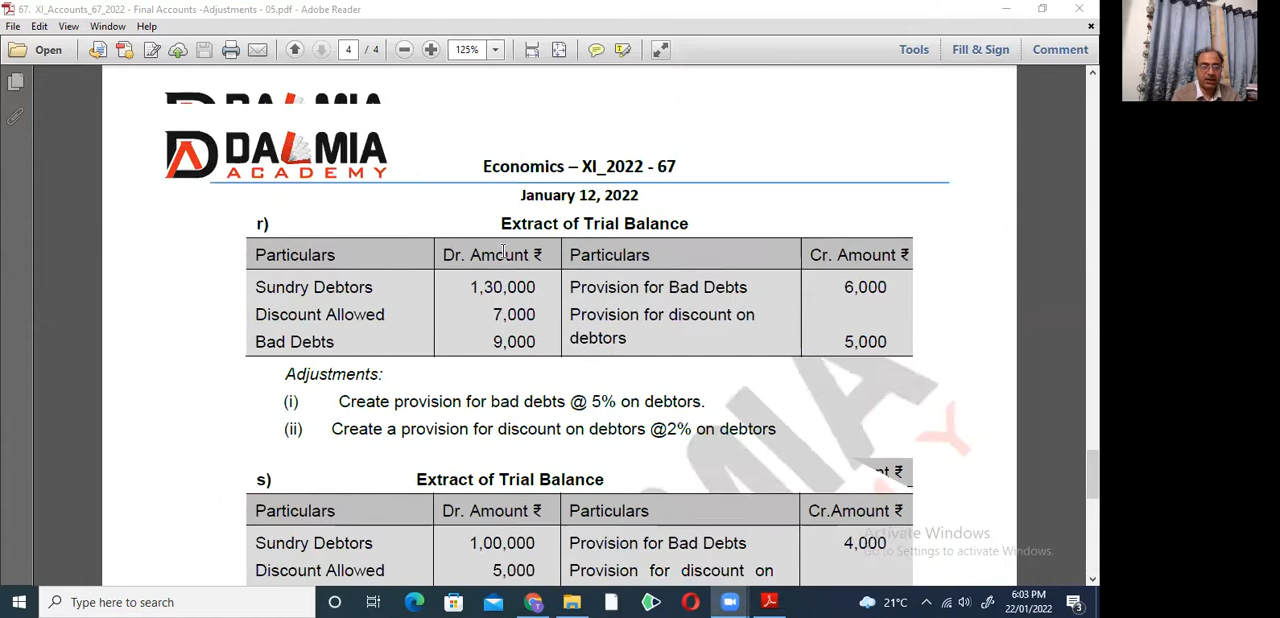 67. XI_Accounts_67_2022 - Final Accounts -Adjustments - 05.pdf - Adobe Reader
File Edit View Window Help
Open 4 / 4 125% Tools Fill & Sign Comment
DALMIA
ACADEMY
Economics – XI_2022 - 67
January 12, 2022
r) Extract of Trial Balance
Particulars Dr. Amount ₹ Particulars Cr. Amount ₹
Sundry Debtors 1,30,000 Provision for Bad Debts 6,000
Discount Allowed 7,000 Provision for discount on
Bad Debts 9,000 debtors 5,000
Adjustments:
(i) Create provision for bad debts @ 5% on debtors.
(ii) Create a provision for discount on debtors @2% on debtors
s) Extract of Trial Balance
Particulars Dr. Amount ₹ Particulars Cr.Amount ₹
Sundry Debtors 1,00,000 Provision for Bad Debts 4,000
Discount Allowed 5,000 Provision for discount on
Activate Windows
Go to Settings to activate Windows.
Type here to search
21°C
6:03 PM
22/01/2022
3